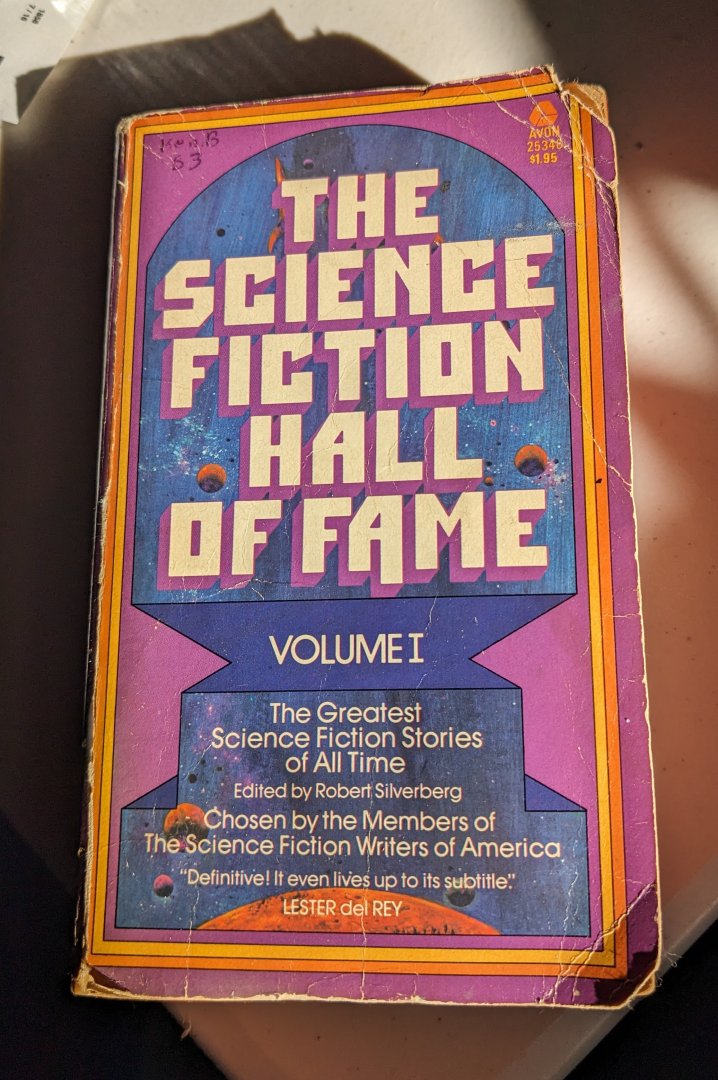 AVON
$1.95
THE
SCIENCE
FICTION
HALL
OF FAME
VOLUME I
The Greatest
Science Fiction Stories
of All Time
Edited by Robert Silverberg
Chosen by the Members of
The Science Fiction Writers of America
"Definitive! It even lives up to its subtitle."
LESTER del REY